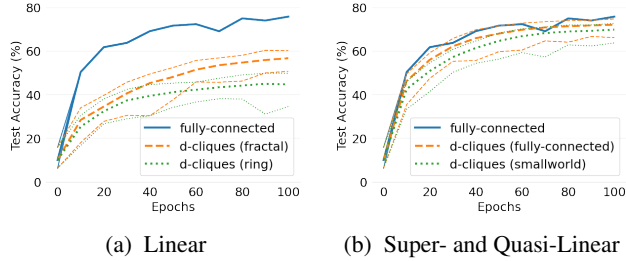 80
60
40
20
0
Test Accuracy (%)
fully-connected
d-cliques (fractal)
d-cliques (ring)
0 20 40 60 80 100
Epochs
(a) Linear
80
60
40
20
0
Test Accuracy (%)
fully-connected
d-cliques (fully-connected)
d-cliques (smallworld)
0 20 40 60 80 100
Epochs
(b) Super- and Quasi-Linear